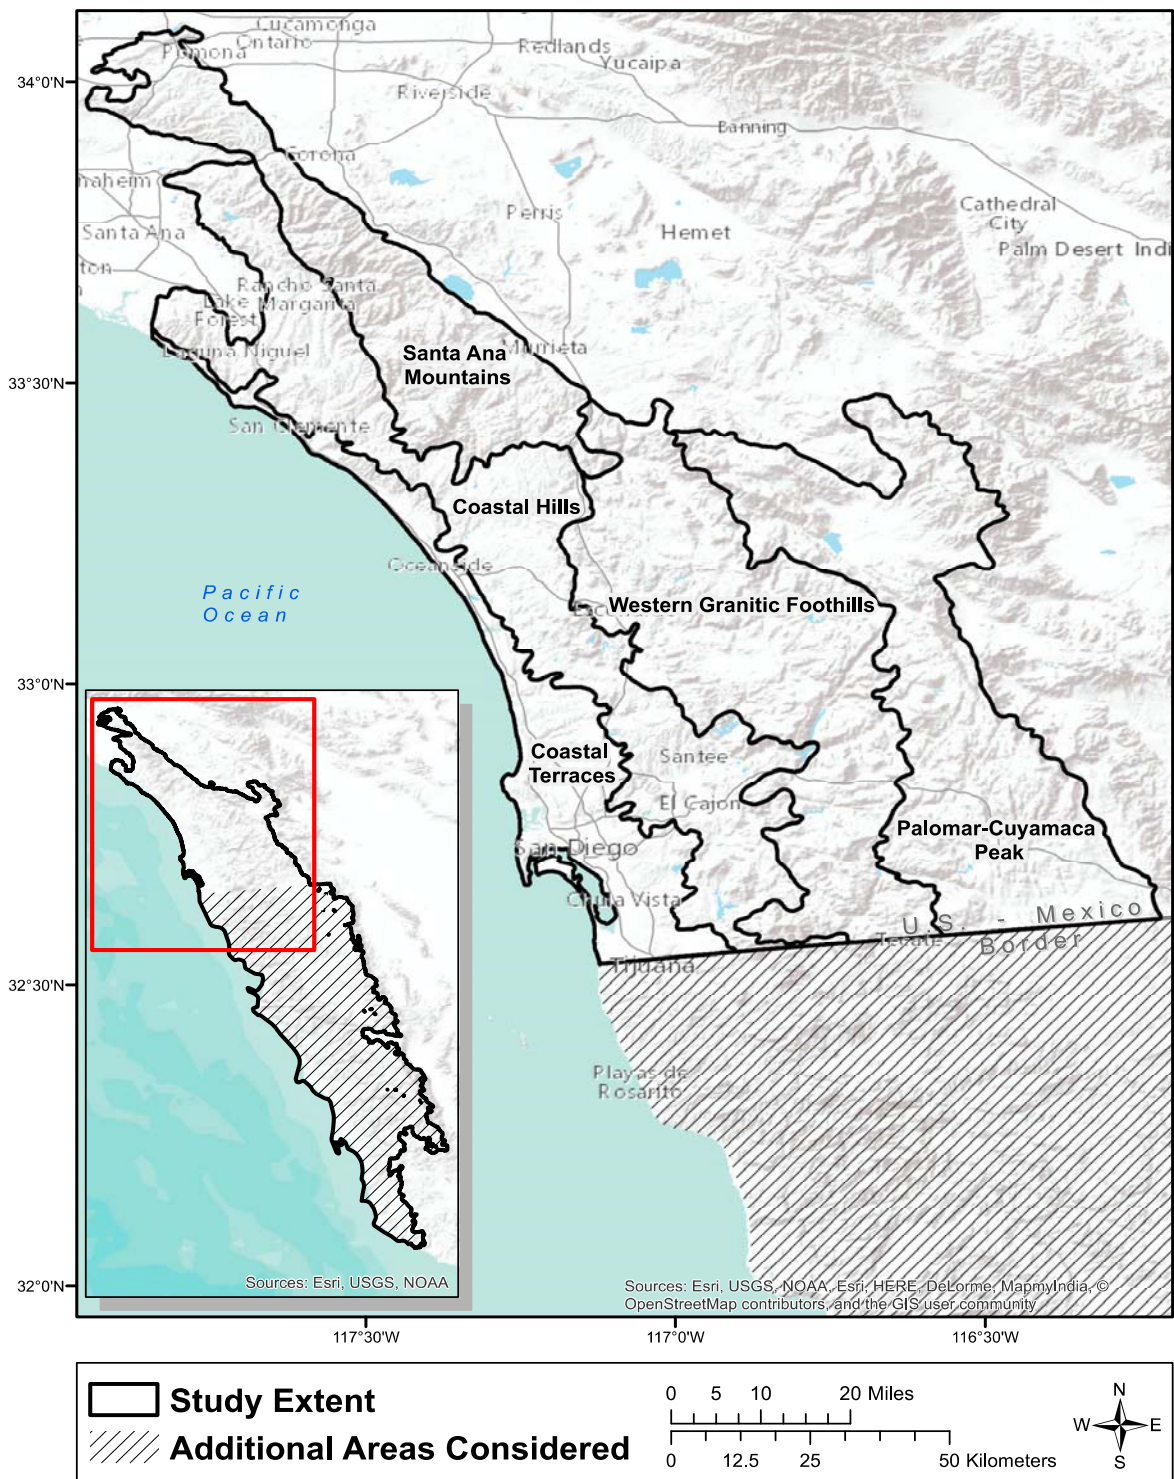 Cucamonga
Ontario
Pomona
Redlands
Yucaipa
34°0'N
Riverside
Banning
Corona
naheim
Perris
Cathedral
City
Santa Ana
Hemet
Palm Desert Indi
ton
Rancho Santa
Margarita
Lake
Forest
Laguna Niguel
Santa Ana
Mountains
Murrieta
33°30'N
San Clemente
Coastal Hills
Oceanside
Pacific
Ocean
Western Granitic Foothills
33°0'N
Coastal
Terraces
Santee
El Cajon
San Diego
Palomar-Cuyamaca
Peak
Chula Vista
U.S. - Mexico
Border
Tecate
Tijuana
32°30'N
Playas de
Rosarito
Sources: Esri, USGS, NOAA
Sources: Esri, USGS, NOAA, Esri, HERE, DeLorme, MapmyIndia, ©
OpenStreetMap contributors, and the GIS user community
32°0'N
117°30'W
117°0'W
116°30'W
Study Extent
Additional Areas Considered
0 5 10 20 Miles
0 12.5 25 50 Kilometers
N
W E
S